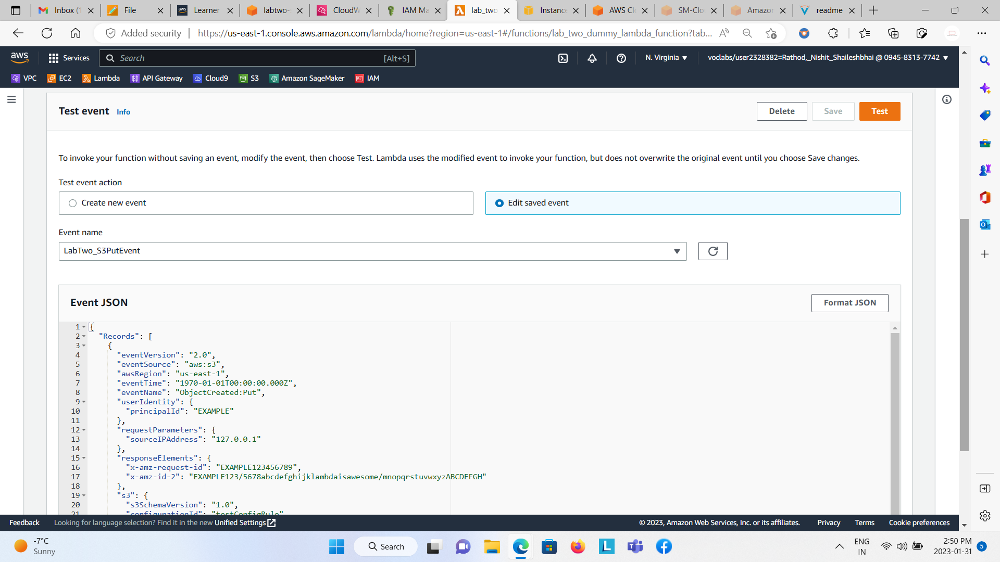 Inbox (1
File
Learner
labtwo-
CloudW
IAM Ma
lab_two
Instance
AWS Cl
SM-Clo
Amazon
readme
Added security
https://us-east-1.console.aws.amazon.com/lambda/home?region=us-east-1#/functions/lab_two_dummy_lambda_function?tab...
aws
Services
Search
[Alt+S]
N. Virginia
voclabs/user2328382=Rathod,_Nishit_Shaileshbhai @ 0945-8313-7742
VPC
EC2
Lambda
API Gateway
Cloud9
S3
Amazon SageMaker
IAM
Test event Info
Delete
Save
Test
To invoke your function without saving an event, modify the event, then choose Test. Lambda uses the modified event to invoke your function, but does not overwrite the original event until you choose Save changes.
Test event action
Create new event
Edit saved event
Event name
LabTwo_S3PutEvent
Event JSON
Format JSON
1 {
2 "Records": [
3 {
4 "eventVersion": "2.0",
5 "eventSource": "aws:s3",
6 "awsRegion": "us-east-1",
7 "eventTime": "1970-01-01T00:00:00.000Z",
8 "eventName": "ObjectCreated:Put",
9 "userIdentity": {
10 "principalId": "EXAMPLE"
11 },
12 "requestParameters": {
13 "sourceIPAddress": "127.0.0.1"
14 },
15 "responseElements": {
16 "x-amz-request-id": "EXAMPLE123456789",
17 "x-amz-id-2": "EXAMPLE123/5678abcdefghijklambdaisawesome/mnopqrstuvwxyzABCDEFGH"
18 },
19 "s3": {
20 "s3SchemaVersion": "1.0",
21 "configurationId": "testConfigRule"
Feedback
Looking for language selection? Find it in the new Unified Settings
© 2023, Amazon Web Services, Inc. or its affiliates.
Privacy
Terms
Cookie preferences
-7°C
Sunny
Search
ENG
IN
2:50 PM
2023-01-31
5